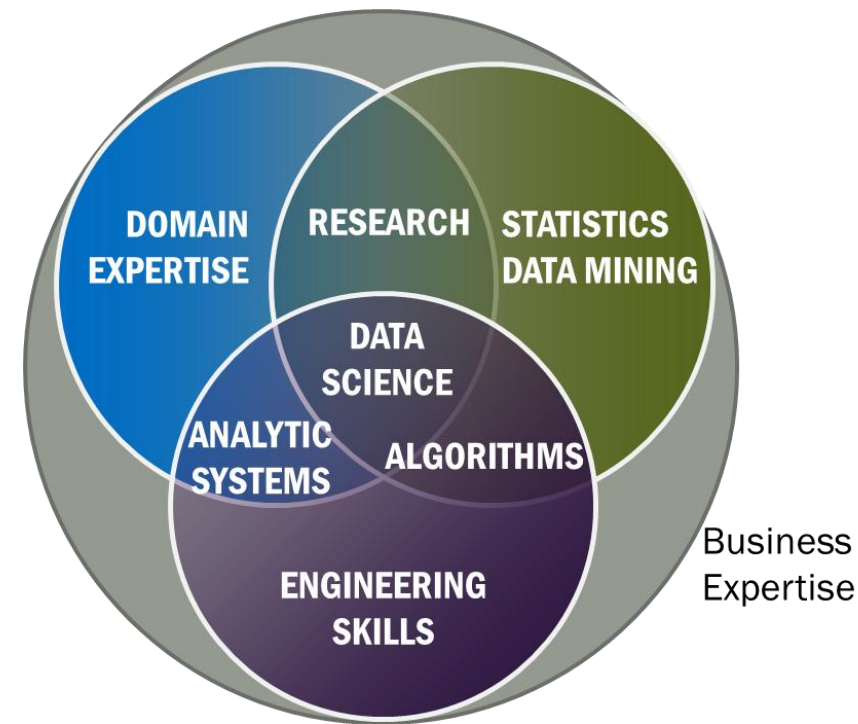 DOMAIN
EXPERTISE
RESEARCH
STATISTICS
DATA MINING
DATA
SCIENCE
ANALYTIC
SYSTEMS
ALGORITHMS
ENGINEERING
SKILLS
Business
Expertise